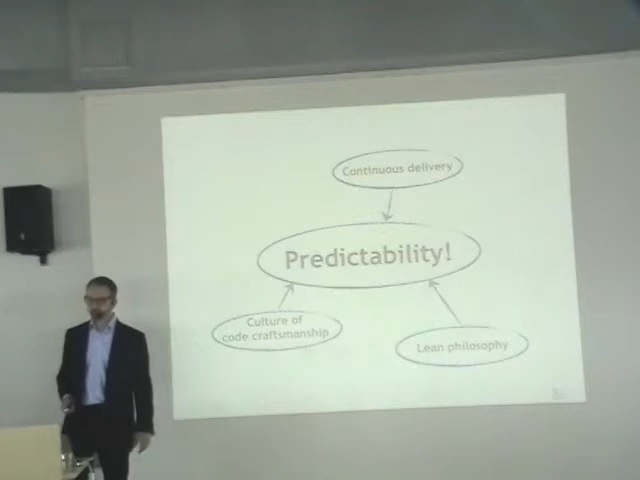 Continuous delivery
Predictability!
Culture of
code craftsmanship
Lean philosophy